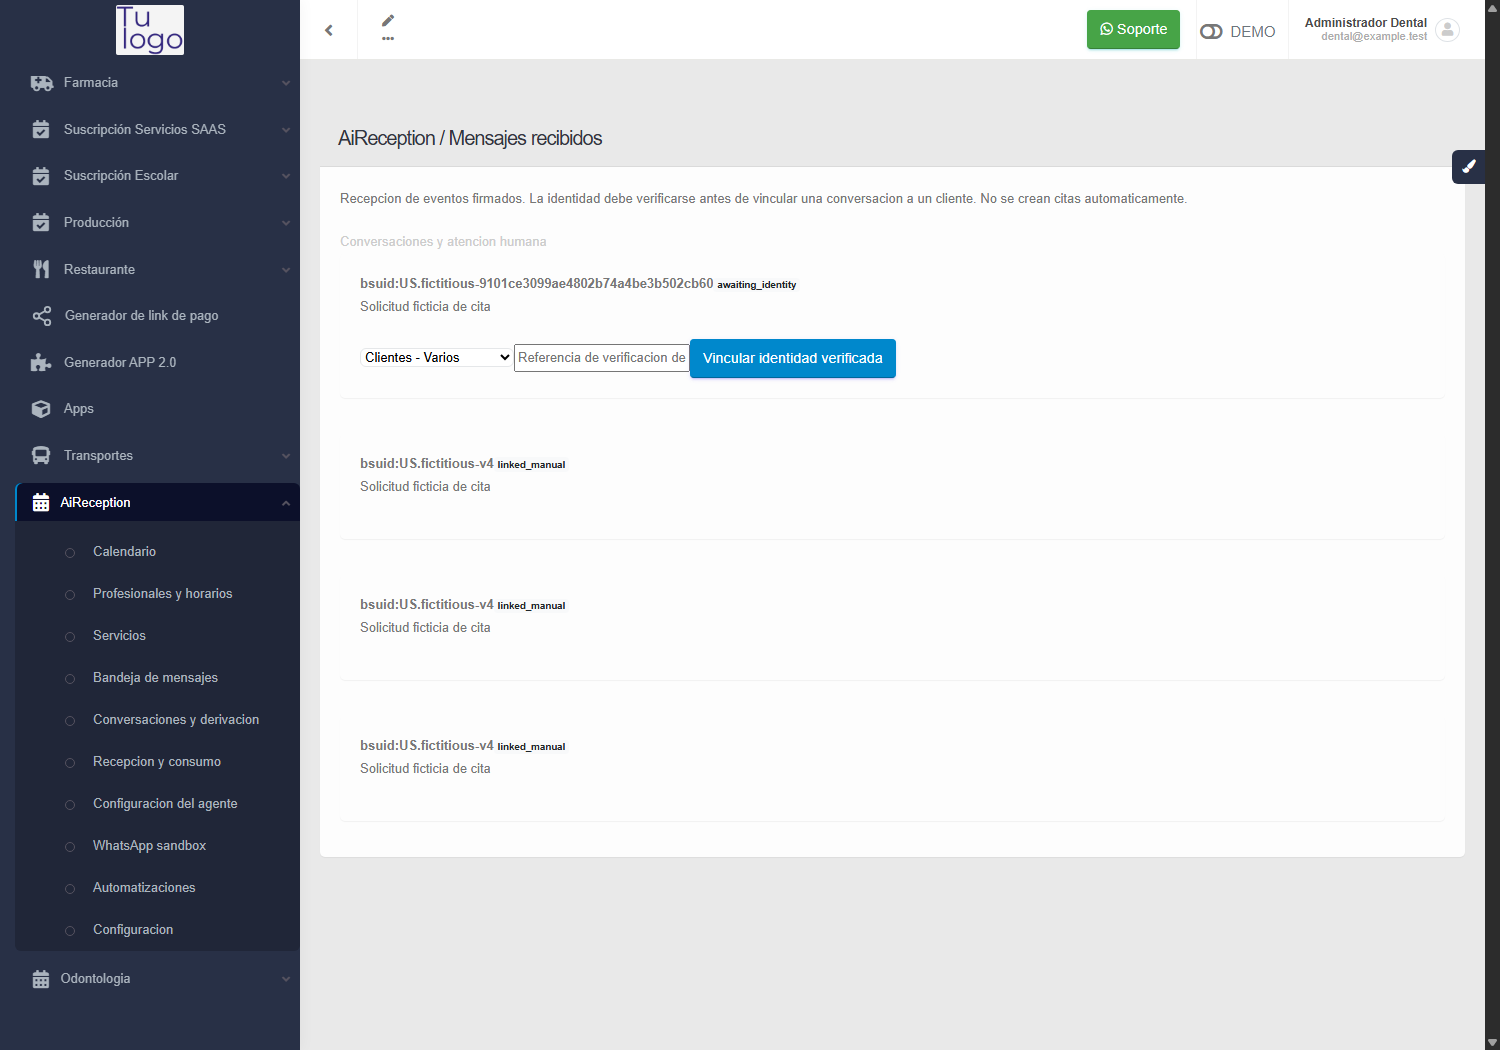 Tu
logo
Farmacia
Suscripción Servicios SAAS
Suscripción Escolar
Producción
Restaurante
Generador de link de pago
Generador APP 2.0
Apps
Transportes
AiReception
Calendario
Profesionales y horarios
Servicios
Bandeja de mensajes
Conversaciones y derivacion
Recepcion y consumo
Configuracion del agente
WhatsApp sandbox
Automatizaciones
Configuracion
Odontologia
Soporte
DEMO
Administrador Dental
dental@example.test
AiReception / Mensajes recibidos
Recepcion de eventos firmados. La identidad debe verificarse antes de vincular una conversacion a un cliente. No se crean citas automaticamente.
Conversaciones y atencion humana
bsuid:US.fictitious-9101ce3099ae4802b74a4be3b502cb60 awaiting_identity
Solicitud ficticia de cita
Clientes - Varios Referencia de verificacion de Vincular identidad verificada
bsuid:US.fictitious-v4 linked_manual
Solicitud ficticia de cita
bsuid:US.fictitious-v4 linked_manual
Solicitud ficticia de cita
bsuid:US.fictitious-v4 linked_manual
Solicitud ficticia de cita